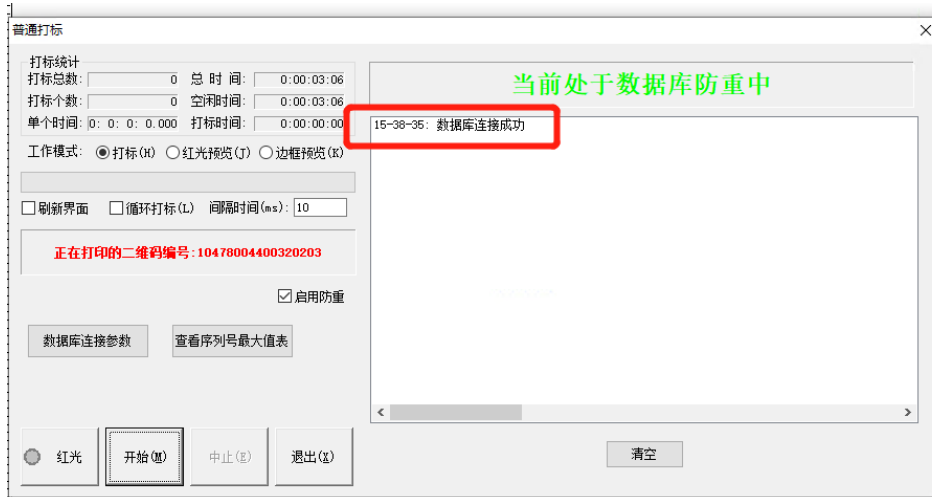 普通打标
打标统计
打标总数: 0 总 时 间: 0:00:03:06
打标个数: 0 空闲时间: 0:00:03:06
单个时间: 0: 0: 0: 0.000 打标时间: 0:00:00:00
工作模式: 打标(H) 红光预览(J) 边框预览(K)
刷新界面 循环打标(L) 间隔时间(ms): 10
正在打印的二维码编号:10478004400320203
启用防重
数据库连接参数 查看序列号最大值表
红光 开始(M) 中止(E) 退出(X)
当前处于数据库防重中
15-38-35: 数据库连接成功
清空